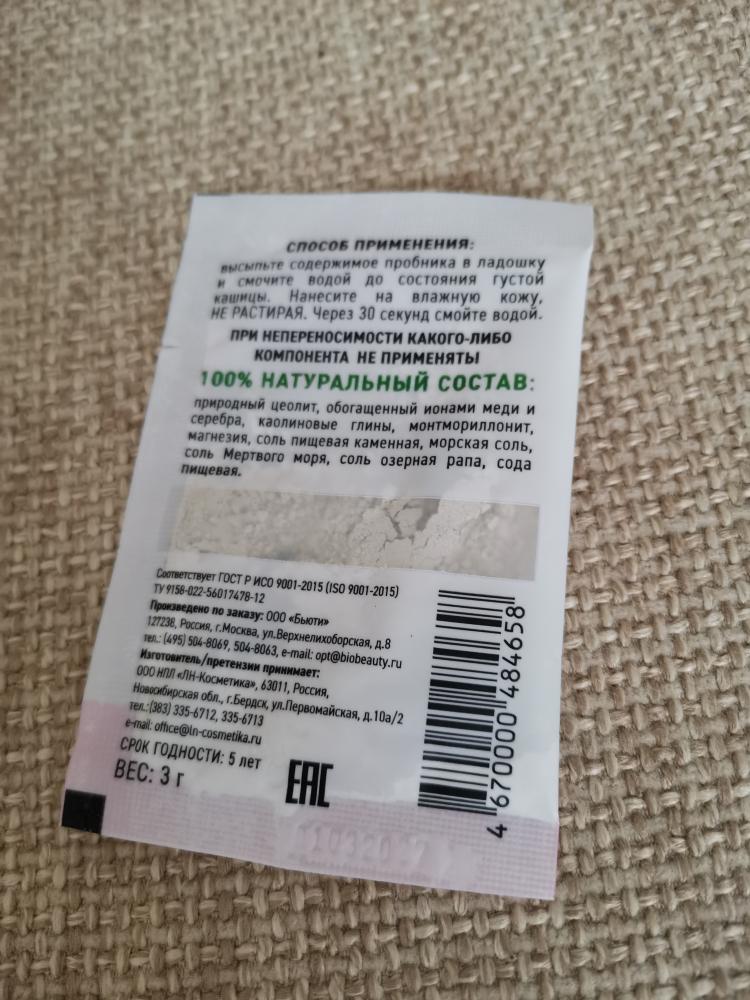 СПОСОБ ПРИМЕНЕНИЯ:
высыпьте содержимое пробника в ладошку
и смочите водой до состояния густой
кашицы. Нанесите на влажную кожу,
НЕ РАСТИРАЯ. Через 30 секунд смойте водой.
ПРИ НЕПЕРЕНОСИМОСТИ КАКОГО-ЛИБО
КОМПОНЕНТА НЕ ПРИМЕНЯТЫ
100% НАТУРАЛЬНЫЙ СОСТАВ:
природный цеолит, обогащенный ионами меди и
серебра, каолиновые глины, монтмориллонит,
магнезия, соль пищевая каменная, морская соль,
соль Мертвого моря, соль озерная рапа, сода
пищевая.
Соответствует ГОСТ Р ИСО 9001-2015 (ISO 9001-2015)
ТУ 9158-022-56017478-12
Произведено по заказу: ООО «Бьюти»
127238, Россия, г.Москва, ул.Верхнелихоборская, д.8
тел.: (495) 504-8069, 504-8063, e-mail: opt@biobeauty.ru
Изготовитель/претензии принимает:
ООО НПЛ «ЛН-Косметика», 63011, Россия,
Новосибирская обл., г.Бердск, ул.Первомайская, д.10а/2
тел.:(383) 335-6712, 335-6713
e-mail: office@ln-cosmetika.ru
СРОК ГОДНОСТИ: 5 лет
ВЕС: 3 г
EAC
4 670000 484658